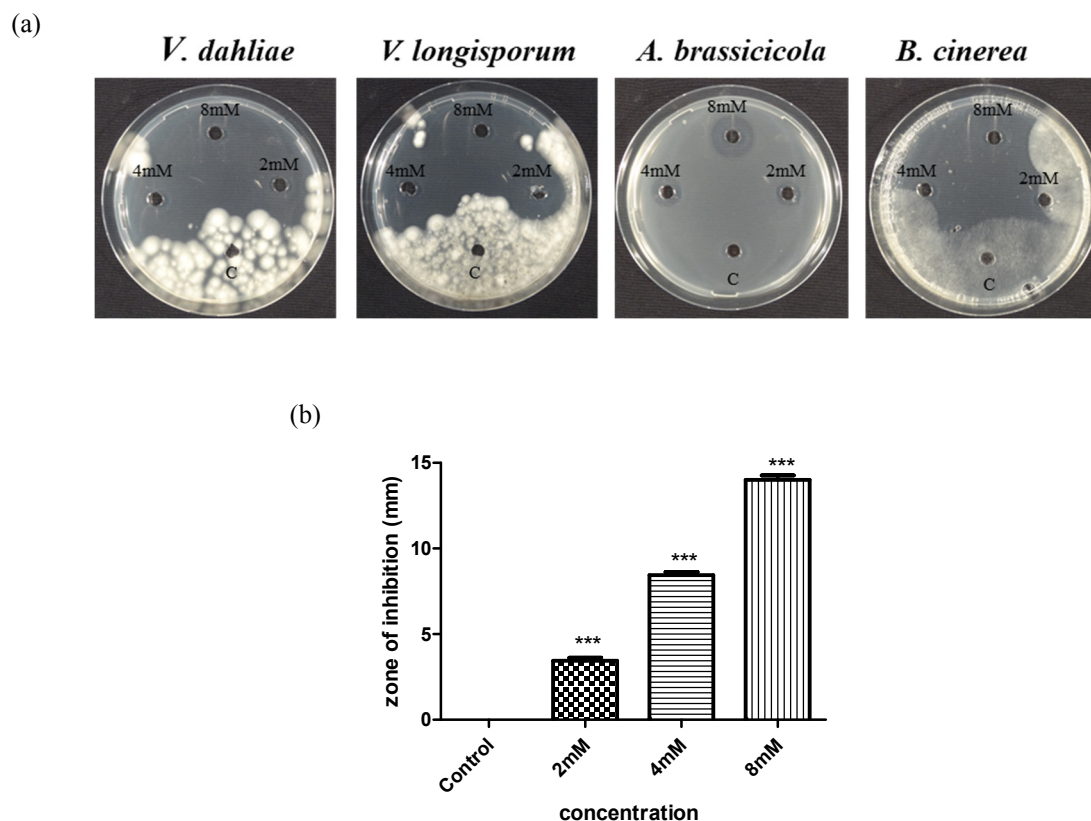 (a)
V. dahliae
V. longisporum
A. brassicicola
B. cinerea
8mM
4mM
2mM
C
8mM
4mM
2mM
C
8mM
4mM
2mM
C
8mM
4mM
2mM
C
(b)
zone of inhibition (mm)
15
10
5
0
***
***
***
Control
2mM
4mM
8mM
concentration